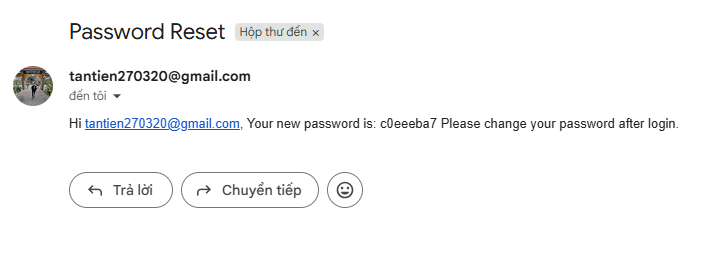 Password Reset Hộp thư đến ×
tantien270320@gmail.com
đến tôi
Hi tantien270320@gmail.com, Your new password is: c0eeeba7 Please change your password after login.
Trả lời Chuyển tiếp